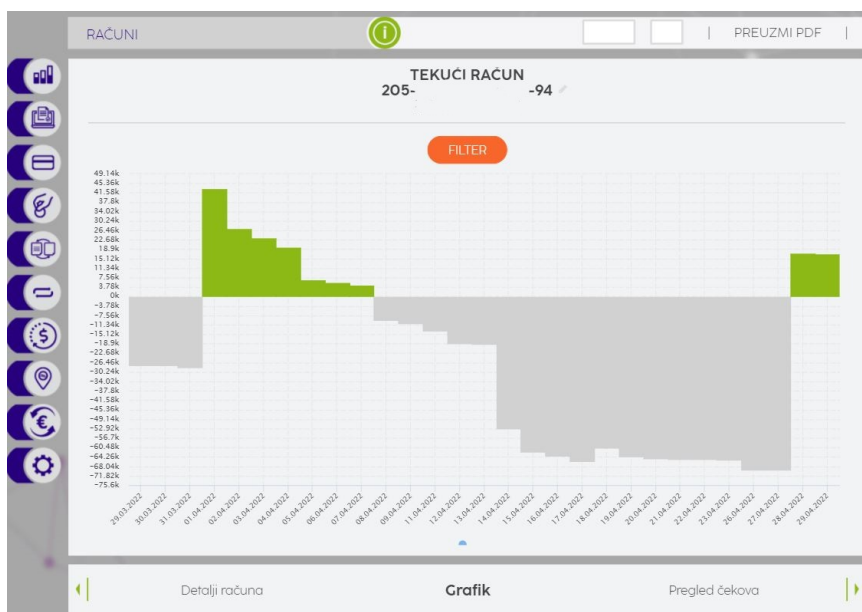 RAČUNI
i
| PREUZMI PDF |
TEKUĆI RAČUN
205- -94
FILTER
49.14k
45.36k
41.58k
37.8k
34.02k
30.24k
26.46k
22.68k
18.9k
15.12k
11.34k
7.56k
3.78k
0k
-3.78k
-7.56k
-11.34k
-15.12k
-18.9k
-22.68k
-26.46k
-30.24k
-34.02k
-37.8k
-41.58k
-45.36k
-49.14k
-52.92k
-56.7k
-60.48k
-64.26k
-68.04k
-71.82k
-75.6k
29.03.2022
30.03.2022
31.03.2022
01.04.2022
02.04.2022
03.04.2022
04.04.2022
05.04.2022
06.04.2022
07.04.2022
08.04.2022
09.04.2022
11.04.2022
12.04.2022
13.04.2022
14.04.2022
15.04.2022
16.04.2022
17.04.2022
18.04.2022
19.04.2022
20.04.2022
21.04.2022
22.04.2022
23.04.2022
26.04.2022
27.04.2022
28.04.2022
29.04.2022
Detalji računa
Grafik
Pregled čekova